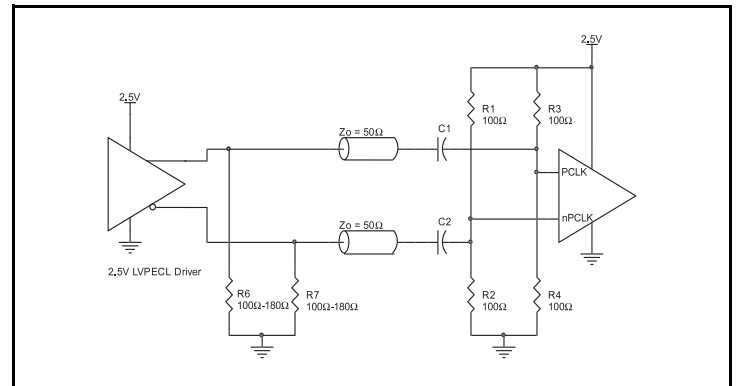 2.5V
2.5V
R1
100Ω
R3
100Ω
Zo = 50Ω
C1
PCLK
Zo = 50Ω
C2
nPCLK
2.5V LVPECL Driver
R6
100Ω-180Ω
R7
100Ω-180Ω
R2
100Ω
R4
100Ω